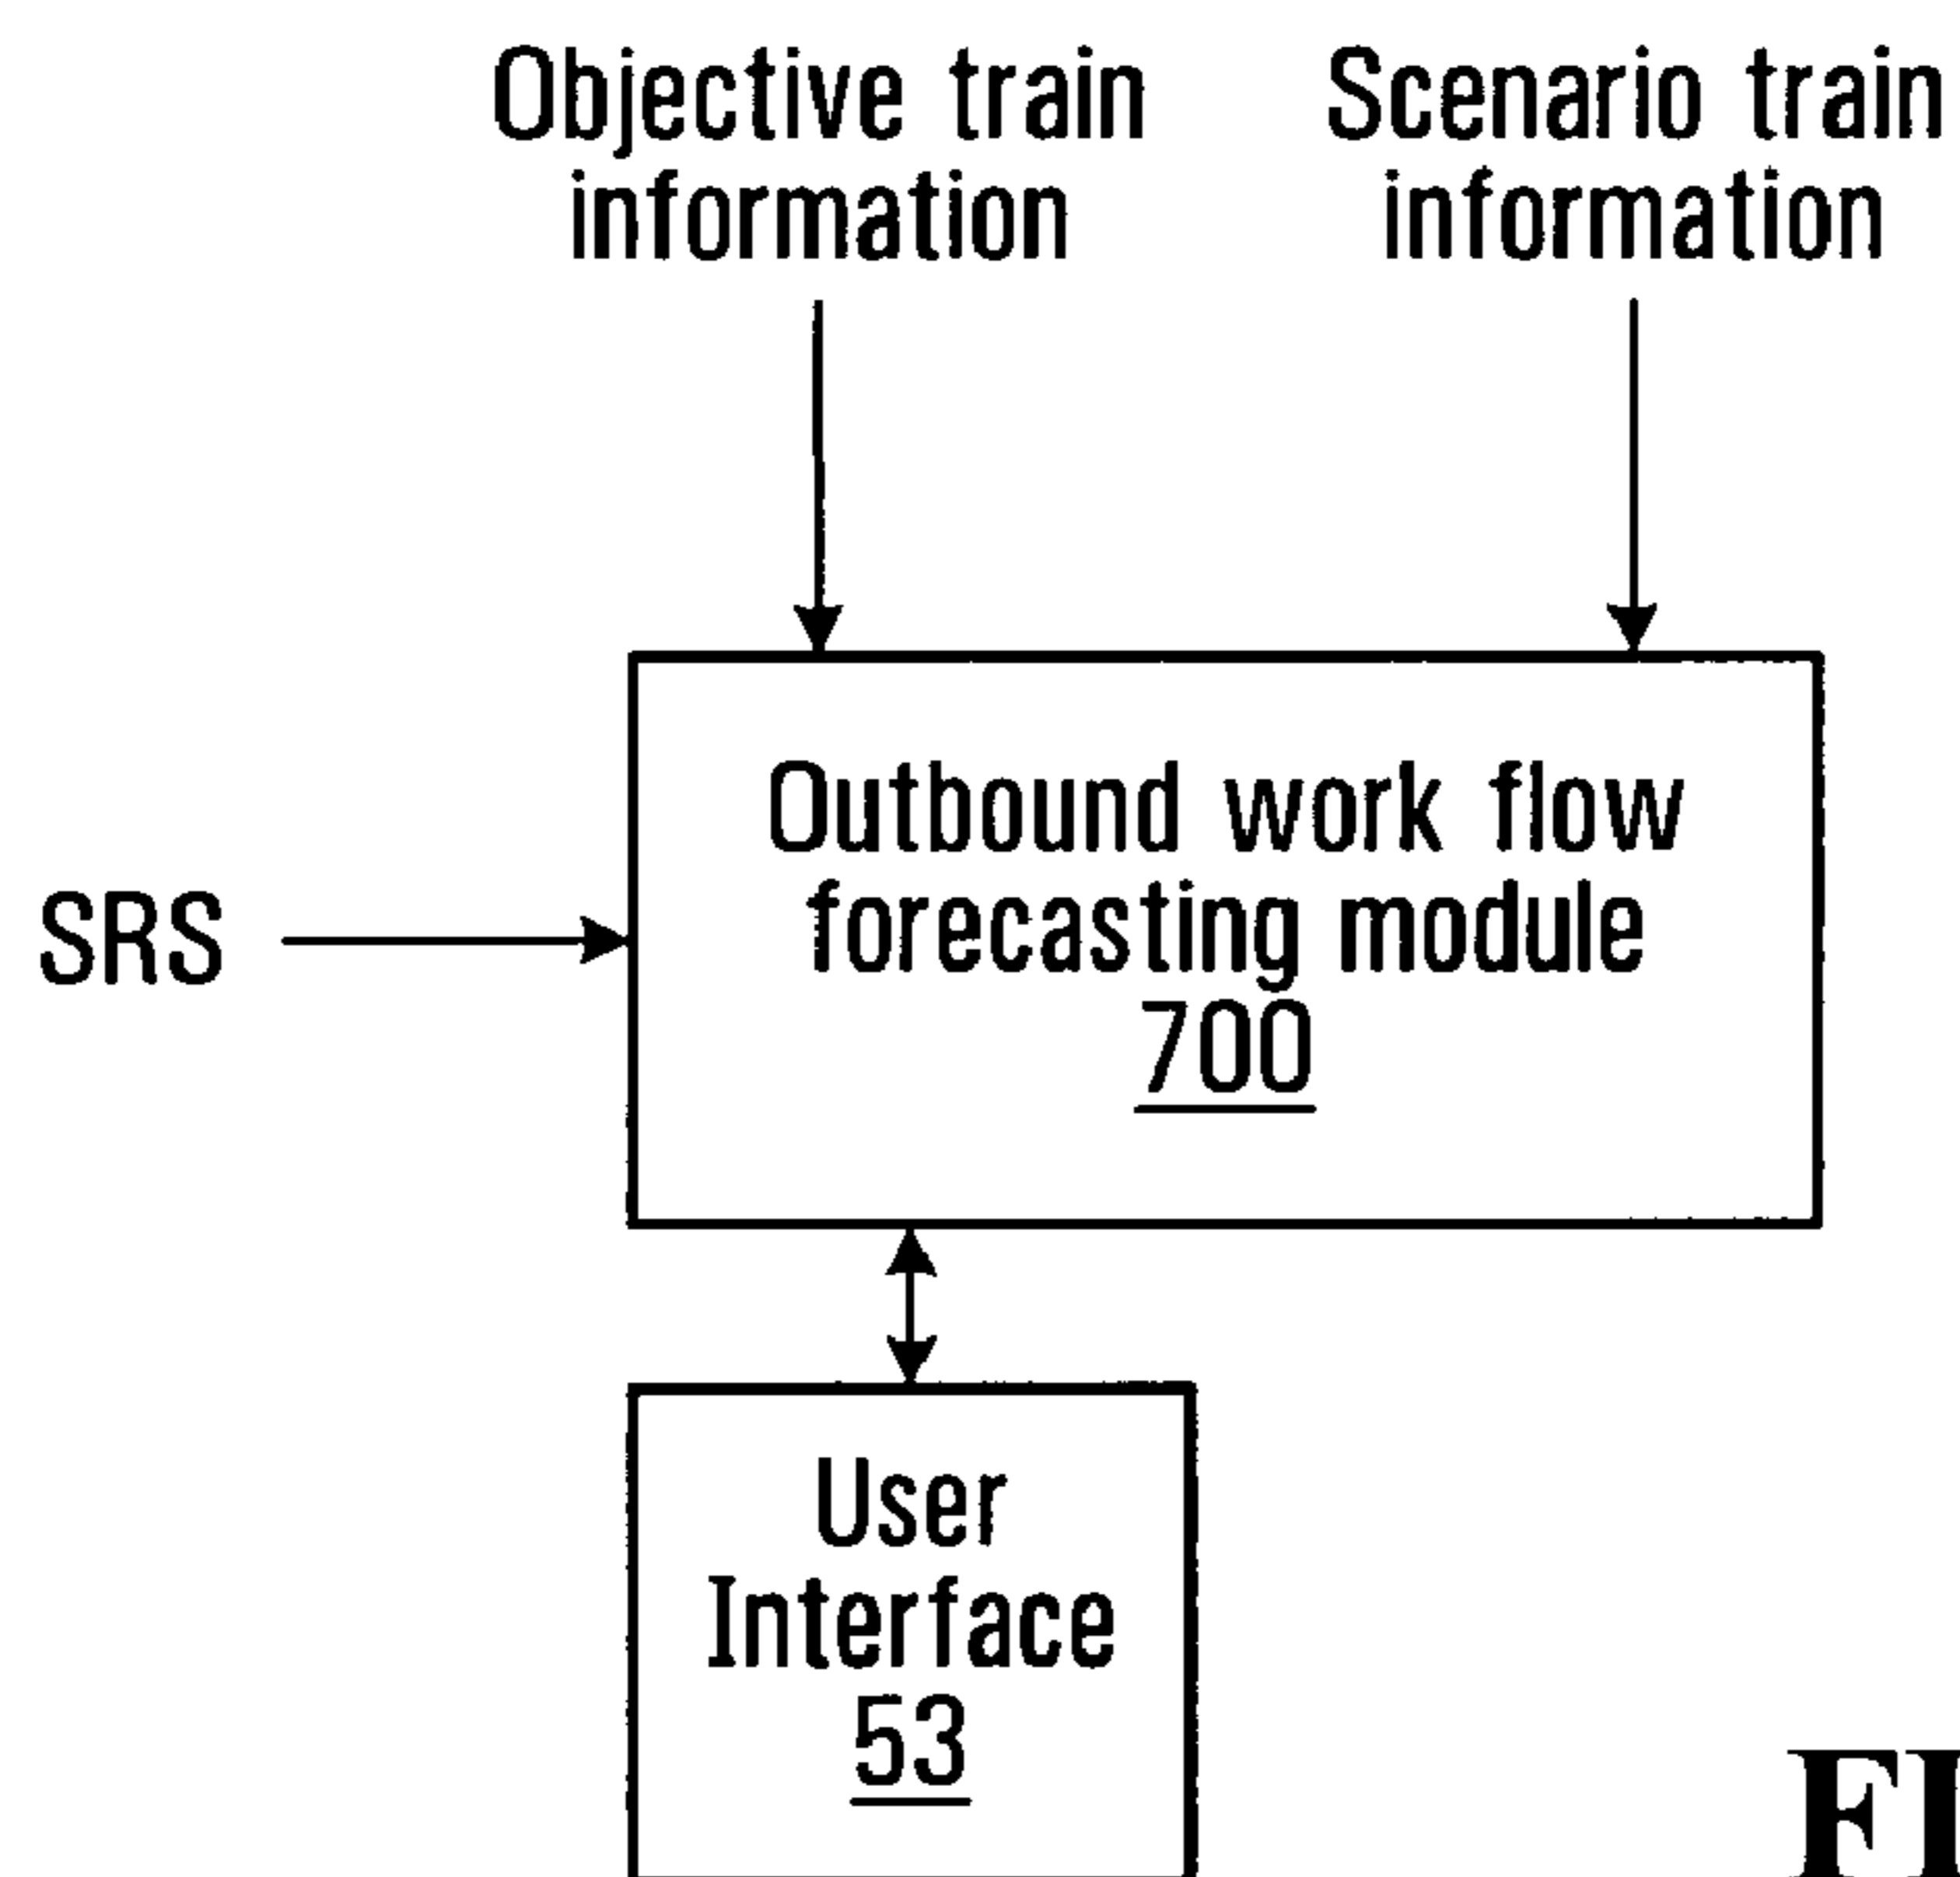 Objective train
information
Scenario train
information
Outbound work flow
forecasting module
700
SRS
User
Interface
53